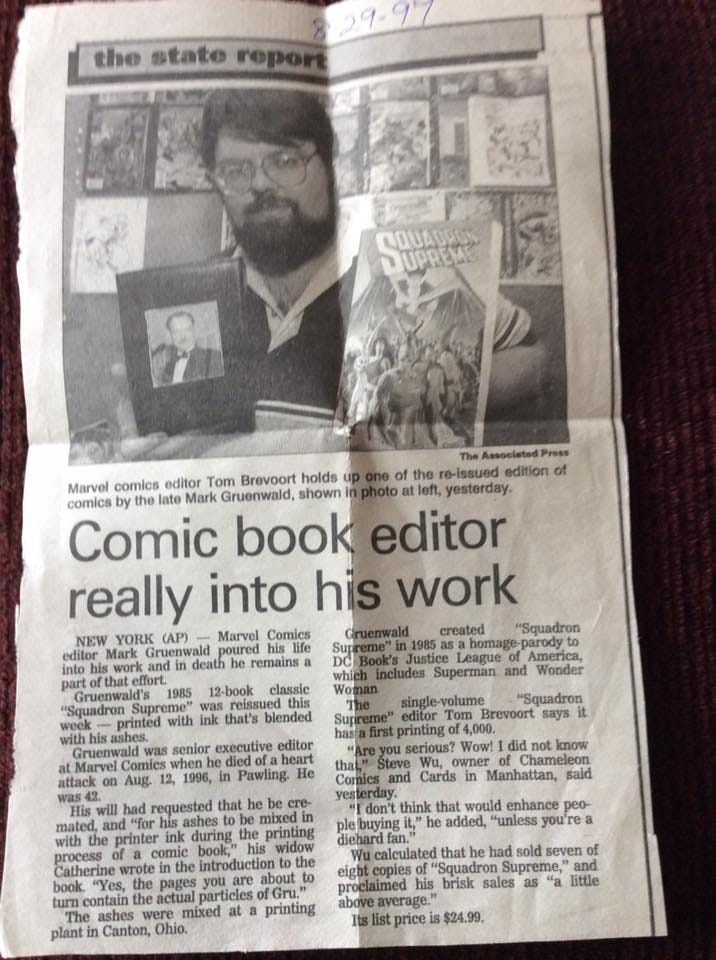 8-29-97
the state report
SQUADRON
SUPREME
The Associated Press
Marvel comics editor Tom Brevoort holds up one of the re-issued edition of
comics by the late Mark Gruenwald, shown in photo at left, yesterday.
Comic book editor
really into his work
NEW YORK (AP) — Marvel Comics
editor Mark Gruenwald poured his life
into his work and in death he remains a
part of that effort.
Gruenwald's 1985 12-book classic
"Squadron Supreme" was reissued this
week — printed with ink that's blended
with his ashes.
Gruenwald was senior executive editor
at Marvel Comics when he died of a heart
attack on Aug. 12, 1996, in Pawling. He
was 42.
His will had requested that he be cre-
mated, and "for his ashes to be mixed in
with the printer ink during the printing
process of a comic book," his widow
Catherine wrote in the introduction to the
book. "Yes, the pages you are about to
turn contain the actual particles of Gru."
The ashes were mixed at a printing
plant in Canton, Ohio.
Gruenwald created "Squadron
Supreme" in 1985 as a homage-parody to
DC Book's Justice League of America,
which includes Superman and Wonder
Woman.
The single-volume "Squadron
Supreme" editor Tom Brevoort says it
has a first printing of 4,000.
"Are you serious? Wow! I did not know
that," Steve Wu, owner of Chameleon
Comics and Cards in Manhattan, said
yesterday.
"I don't think that would enhance peo-
ple buying it," he added, "unless you're a
diehard fan."
Wu calculated that he had sold seven of
eight copies of "Squadron Supreme," and
proclaimed his brisk sales as "a little
above average."
Its list price is $24.99.